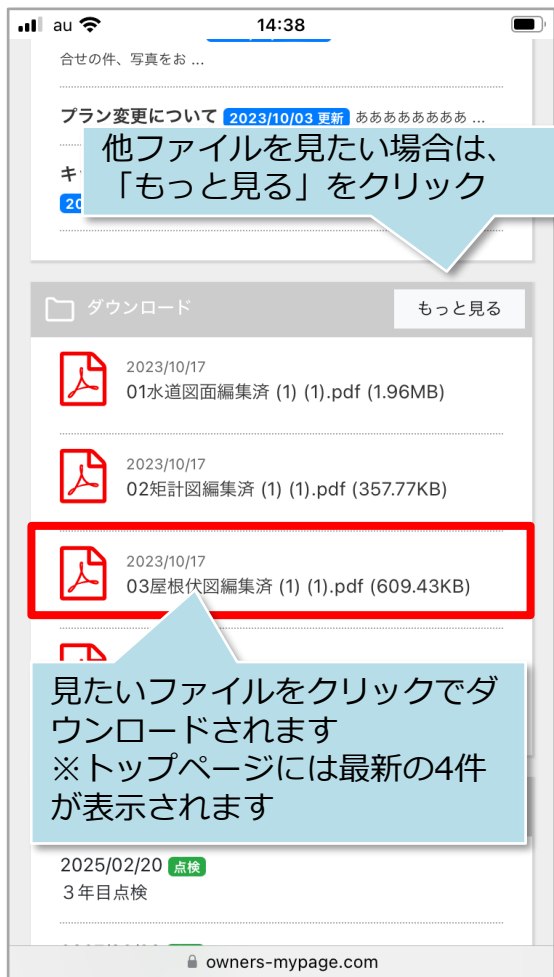 au 14:38
合せの件、写真をお ...
プラン変更について 2023/10/03 更新 ああああああああ ...
他ファイルを見たい場合は、
「もっと見る」をクリック
キ
20
ダウンロード もっと見る
2023/10/17
01水道図面編集済 (1) (1).pdf (1.96MB)
2023/10/17
02矩計図編集済 (1) (1).pdf (357.77KB)
2023/10/17
03屋根伏図編集済 (1) (1).pdf (609.43KB)
見たいファイルをクリックでダ
ウンロードされます
※トップページには最新の4件
が表示されます
2025/02/20 点検
３年目点検
owners-mypage.com